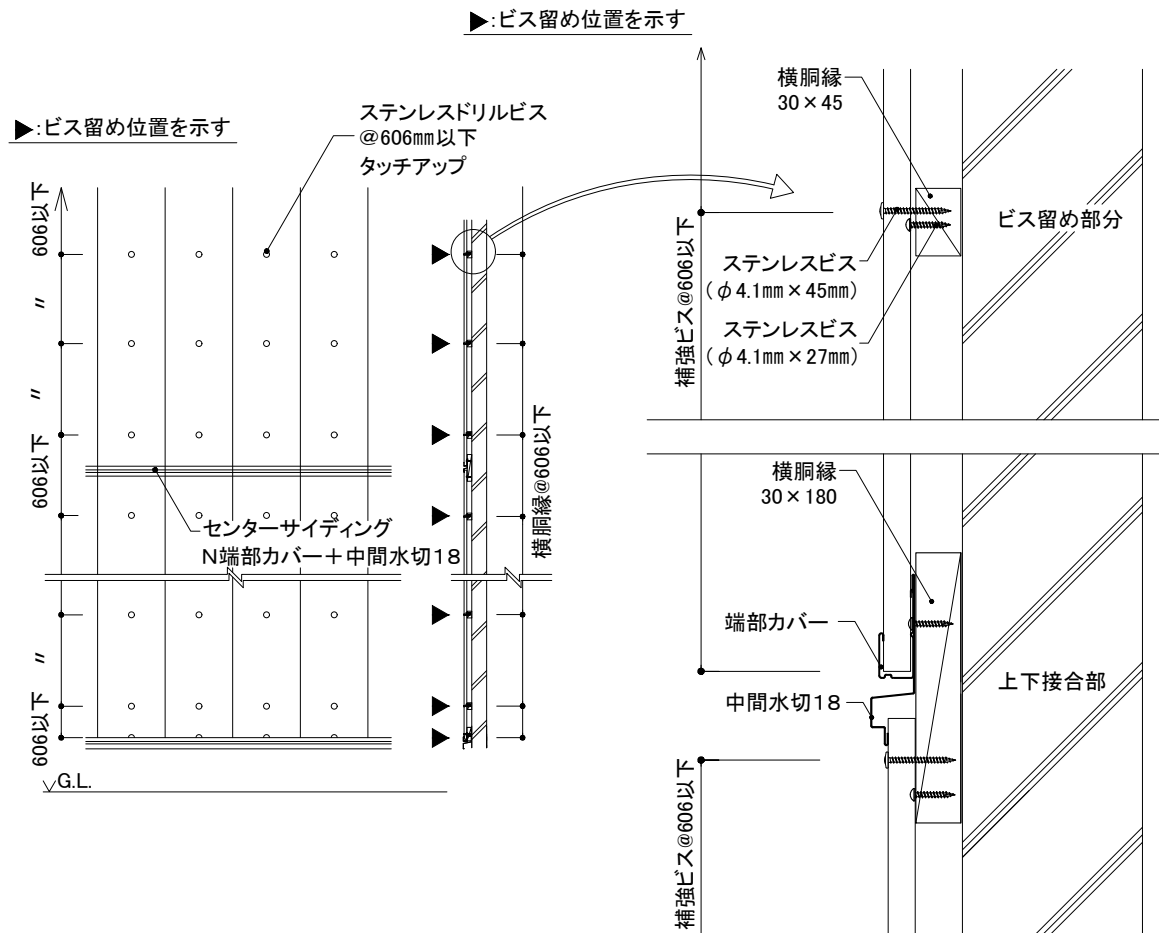 ▶:ビス留め位置を示す
▶:ビス留め位置を示す
ステンレスドリルビス
@606mm以下
タッチアップ
606以下
〃
〃
606以下
〃
606以下
センターサイディング
N端部カバー+中間水切18
G.L.
横胴縁@606以下
横胴縁
30×45
ビス留め部分
ステンレスビス
(φ4.1mm×45mm)
ステンレスビス
(φ4.1mm×27mm)
補強ビス@606以下
横胴縁
30×180
端部カバー
中間水切18
上下接合部
補強ビス@606以下